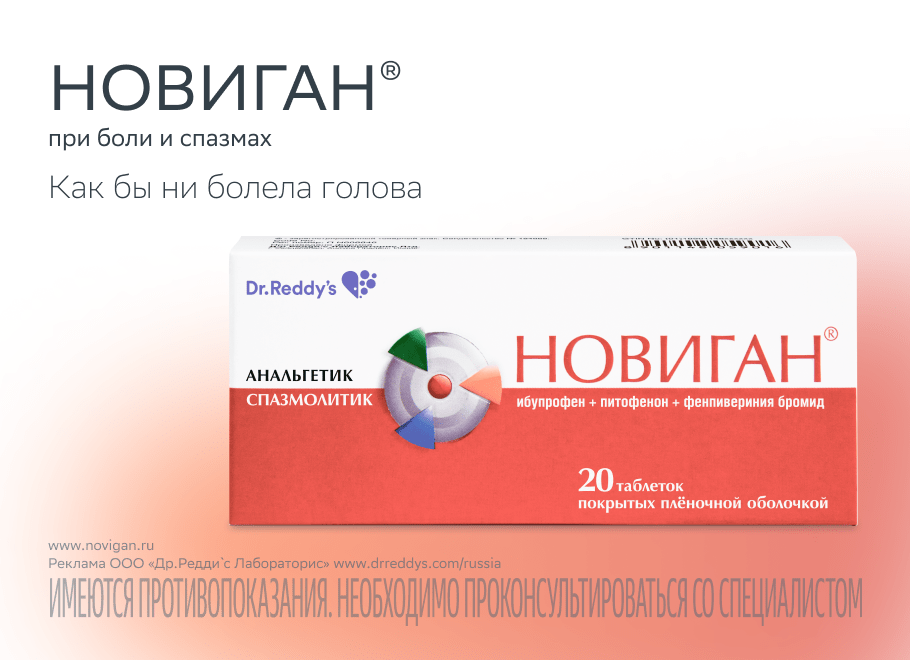 НОВИГАН®
при боли и спазмах
Как бы ни болела голова
Dr.Reddy's
АНАЛЬГЕТИК
СПАЗМОЛИТИК
НОВИГАН®
ибупрофен + питофенон + фенпивериния бромид
20 таблеток
покрытых плёночной оболочкой
www.novigan.ru
Реклама ООО «Др.Редди`с Лабораторис» www.drreddys.com/russia
ИМЕЮТСЯ ПРОТИВОПОКАЗАНИЯ. НЕОБХОДИМО ПРОКОНСУЛЬТИРОВАТЬСЯ СО СПЕЦИАЛИСТОМ